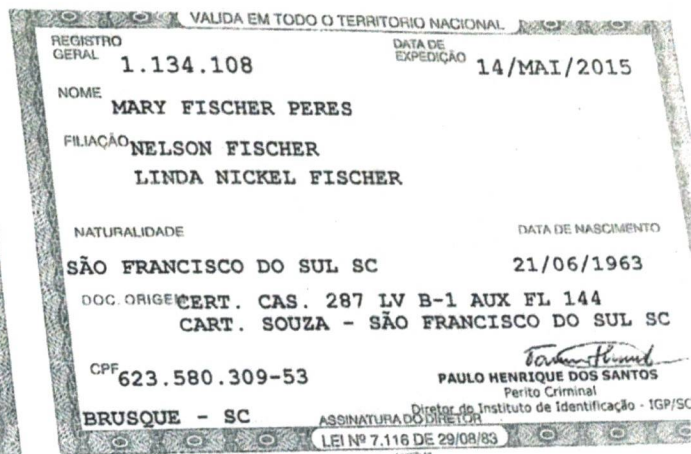 VALIDA EM TODO O TERRITORIO NACIONAL
REGISTRO GERAL 1.134.108 DATA DE EXPEDIÇÃO 14/MAI/2015
NOME MARY FISCHER PERES
FILIAÇÃO NELSON FISCHER
LINDA NICKEL FISCHER
NATURALIDADE DATA DE NASCIMENTO
SÃO FRANCISCO DO SUL SC 21/06/1963
DOC. ORIGEM CERT. CAS. 287 LV B-1 AUX FL 144
CART. SOUZA - SÃO FRANCISCO DO SUL SC
CPF 623.580.309-53
PAULO HENRIQUE DOS SANTOS
Perito Criminal
BRUSQUE - SC Diretor do Instituto de Identificação - IGP/SC
ASSINATURA DO DIRETOR
LEI Nº 7.116 DE 29/08/83